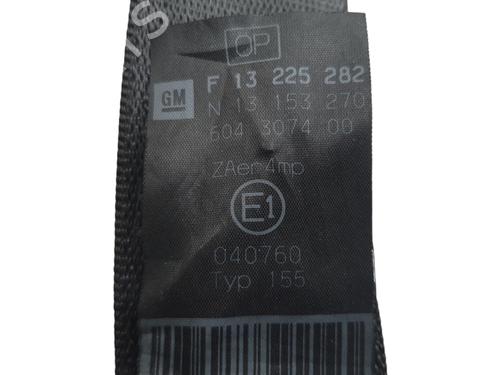 OP
GM
F 13 225 282
N 13 153 270
604 3074 00
ZAer4mp
E1
040760
Typ 155